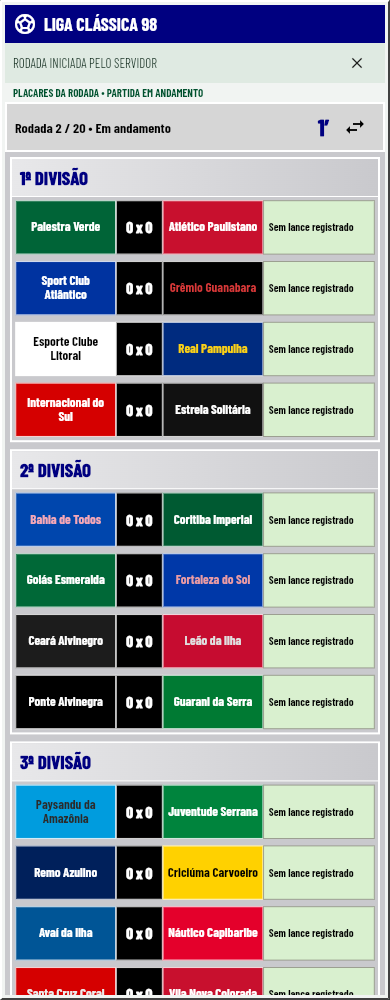 LIGA CLÁSSICA 98
RODADA INICIADA PELO SERVIDOR
PLACARES DA RODADA • PARTIDA EM ANDAMENTO
Rodada 2 / 20 • Em andamento 1'
1ª DIVISÃO
Palestra Verde 0 x 0 Atlético Paulistano Sem lance registrado
Sport Club
Atlântico 0 x 0 Grêmio Guanabara Sem lance registrado
Esporte Clube
Litoral 0 x 0 Real Pampulha Sem lance registrado
Internacional do
Sul 0 x 0 Estrela Solitária Sem lance registrado
2ª DIVISÃO
Bahia de Todos 0 x 0 Coritiba Imperial Sem lance registrado
Goiás Esmeralda 0 x 0 Fortaleza do Sol Sem lance registrado
Ceará Alvinegro 0 x 0 Leão da Ilha Sem lance registrado
Ponte Alvinegra 0 x 0 Guarani da Serra Sem lance registrado
3ª DIVISÃO
Paysandu da
Amazônia 0 x 0 Juventude Serrana Sem lance registrado
Remo Azulino 0 x 0 Criciúma Carvoeiro Sem lance registrado
Avaí da Ilha 0 x 0 Náutico Capibaribe Sem lance registrado
Santa Cruz Coral 0 x 0 Vila Nova Colorada Sem lance registrado